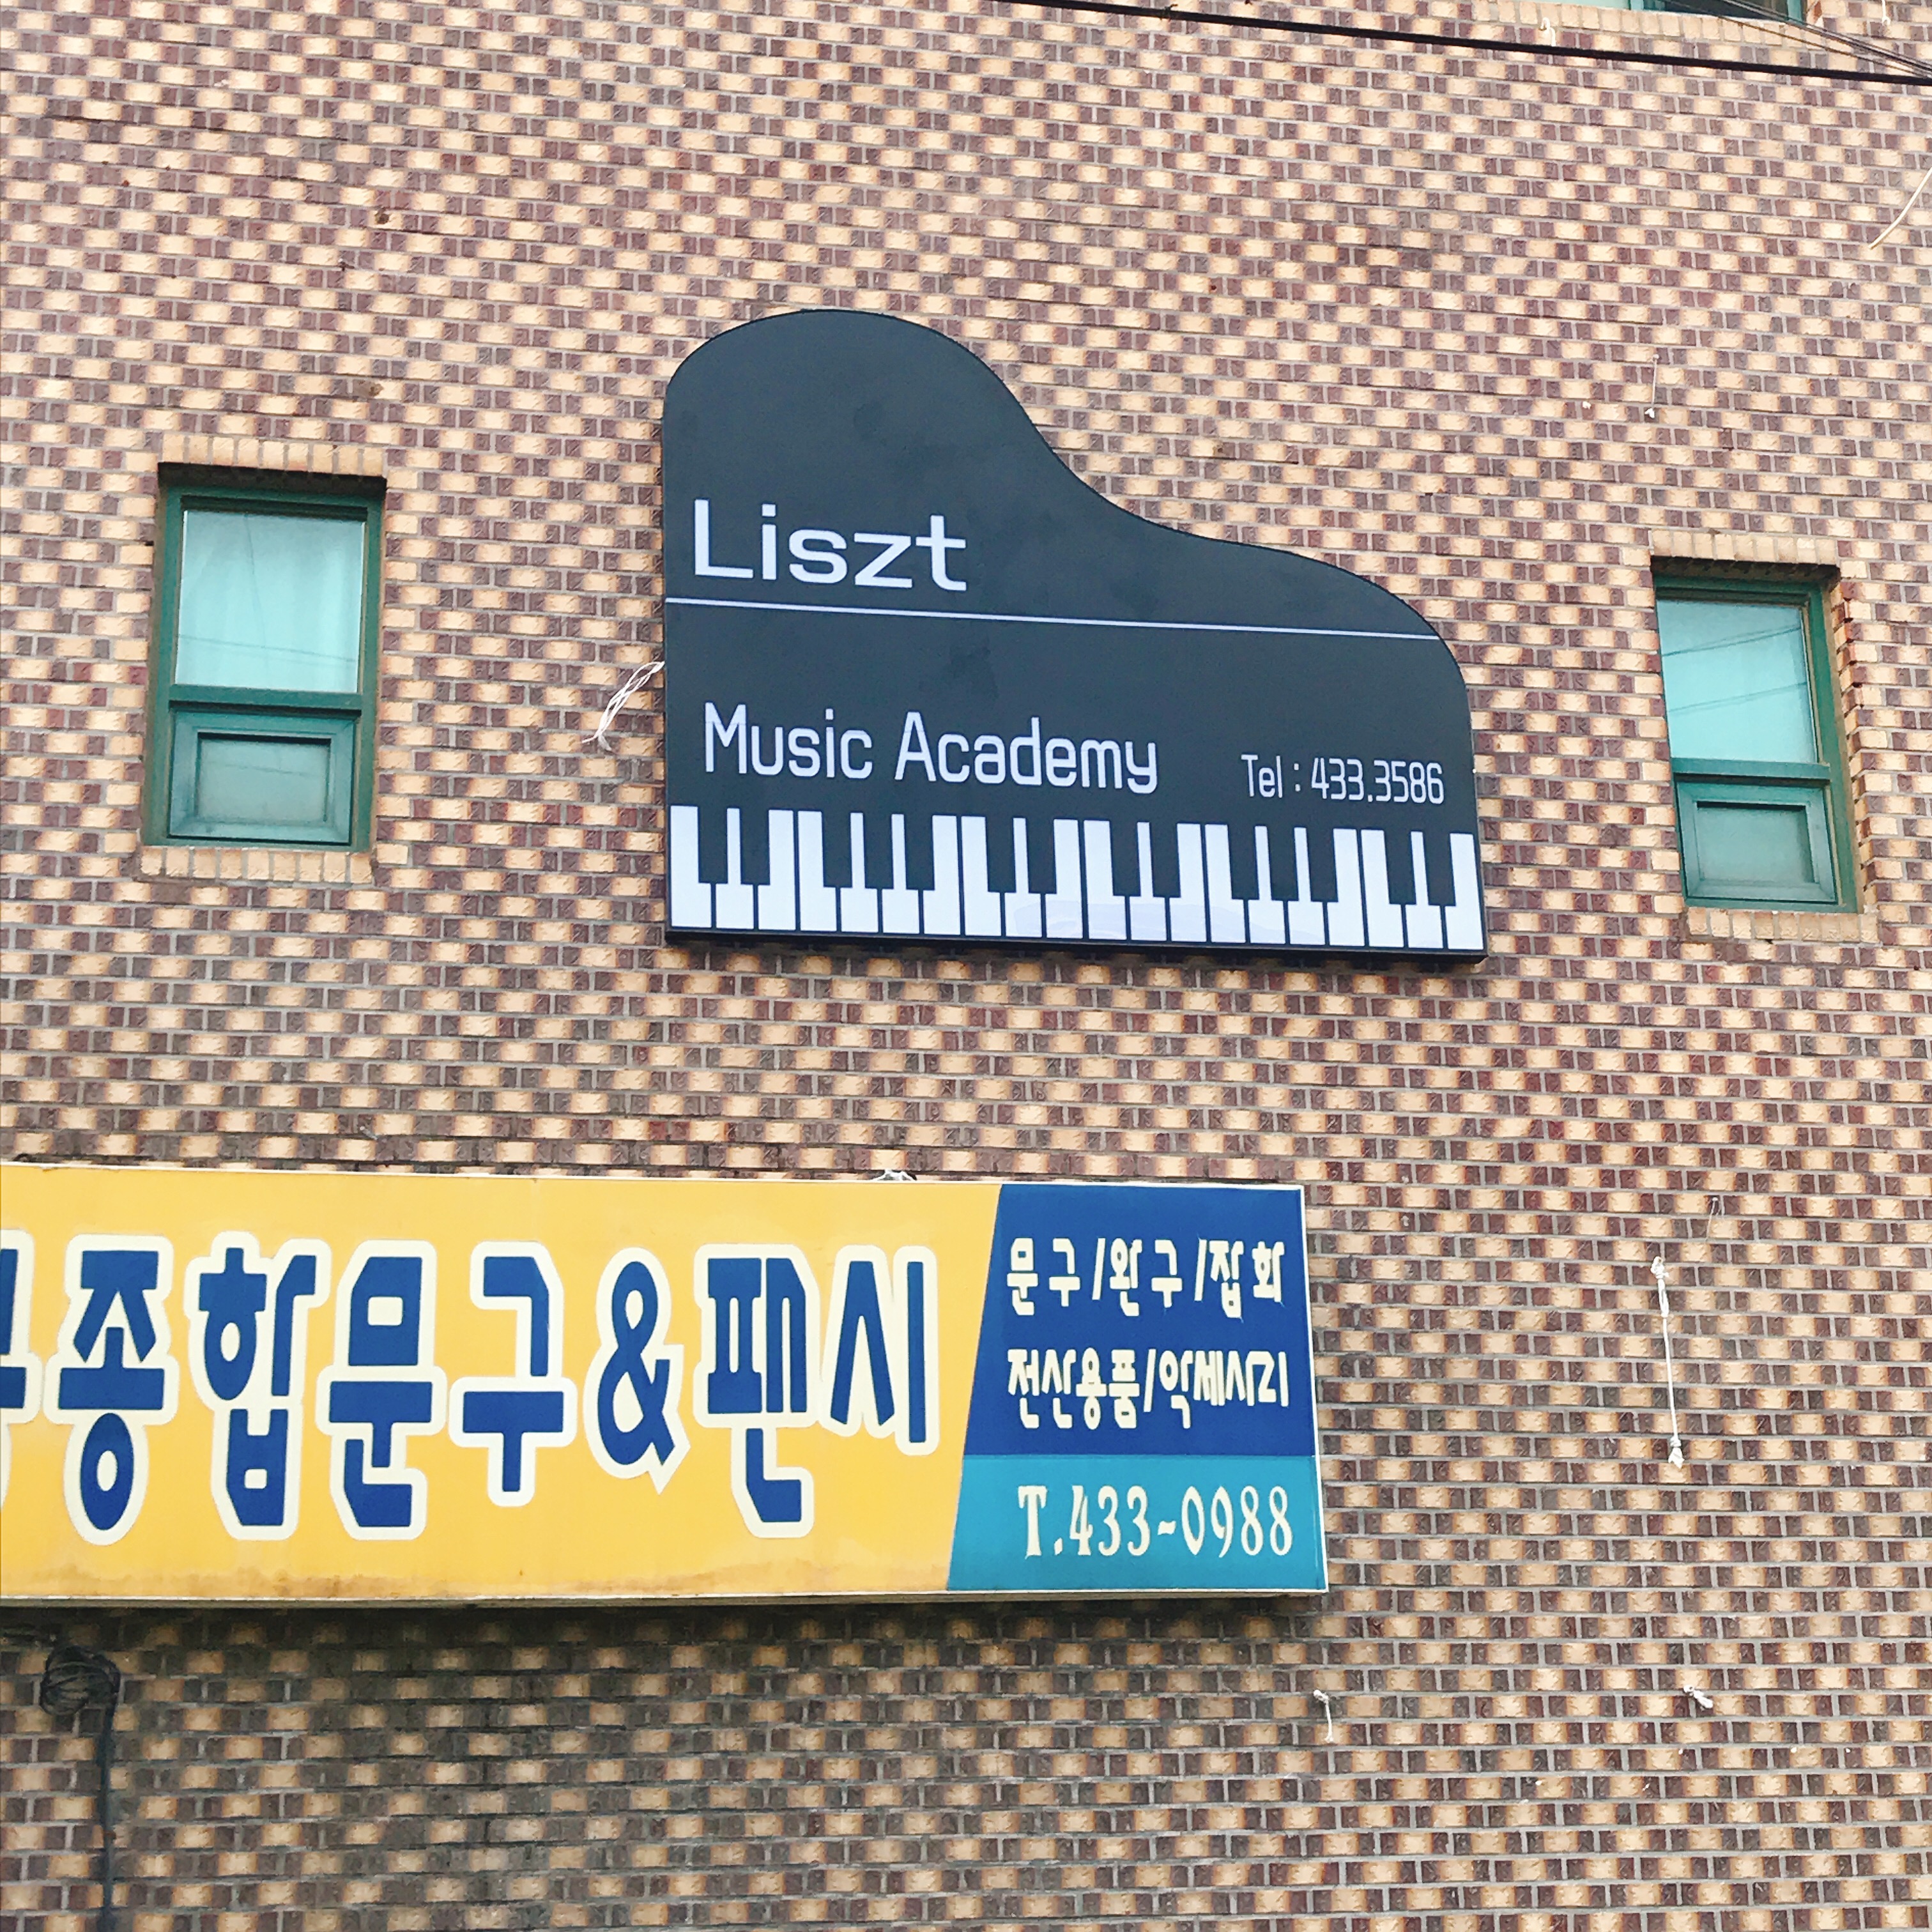 Liszt
Music Academy
Tel : 433.3586
종합문구&팬시
문구/완구/잡화
전산용품/악세사리
T.433-0988